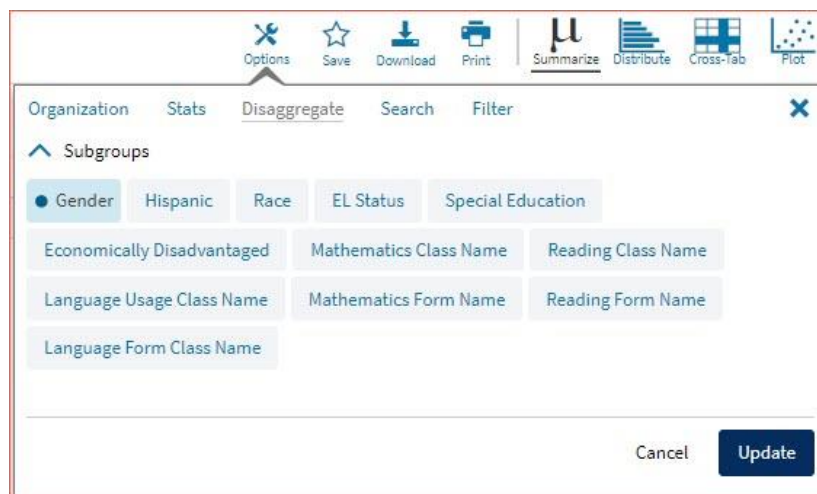 µ
Options Save Download Print Summarize Distribute Cross-Tab Plot
Organization Stats Disaggregate Search Filter
Subgroups
Gender Hispanic Race EL Status Special Education
Economically Disadvantaged Mathematics Class Name Reading Class Name
Language Usage Class Name Mathematics Form Name Reading Form Name
Language Form Class Name
Cancel Update